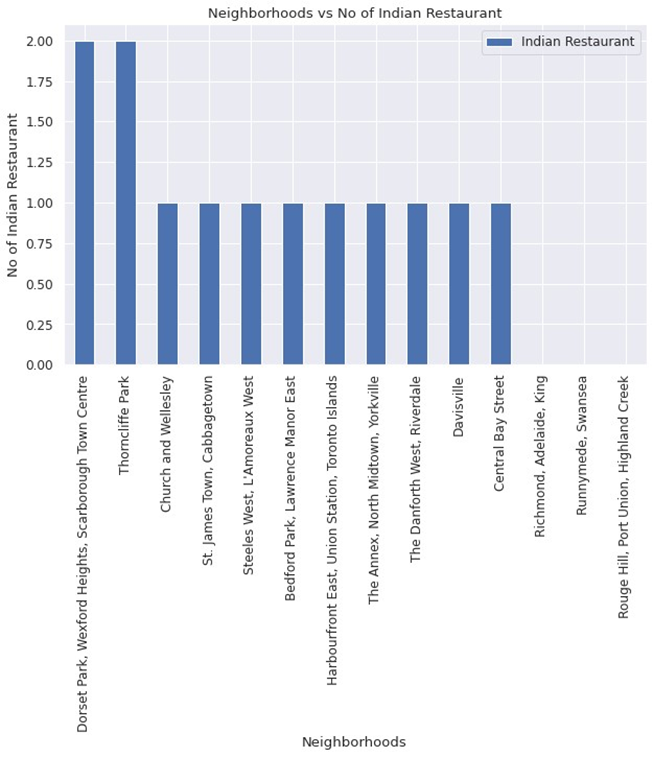 Neighborhoods vs No of Indian Restaurant
Indian Restaurant
2.00
1.75
1.50
1.25
1.00
0.75
0.50
0.25
0.00
No of Indian Restaurant
Dorset Park, Wexford Heights, Scarborough Town Centre
Thorncliffe Park
Church and Wellesley
St. James Town, Cabbagetown
Steeles West, L'Amoreaux West
Bedford Park, Lawrence Manor East
Harbourfront East, Union Station, Toronto Islands
The Annex, North Midtown, Yorkville
The Danforth West, Riverdale
Davisville
Central Bay Street
Richmond, Adelaide, King
Runnymede, Swansea
Rouge Hill, Port Union, Highland Creek
Neighborhoods